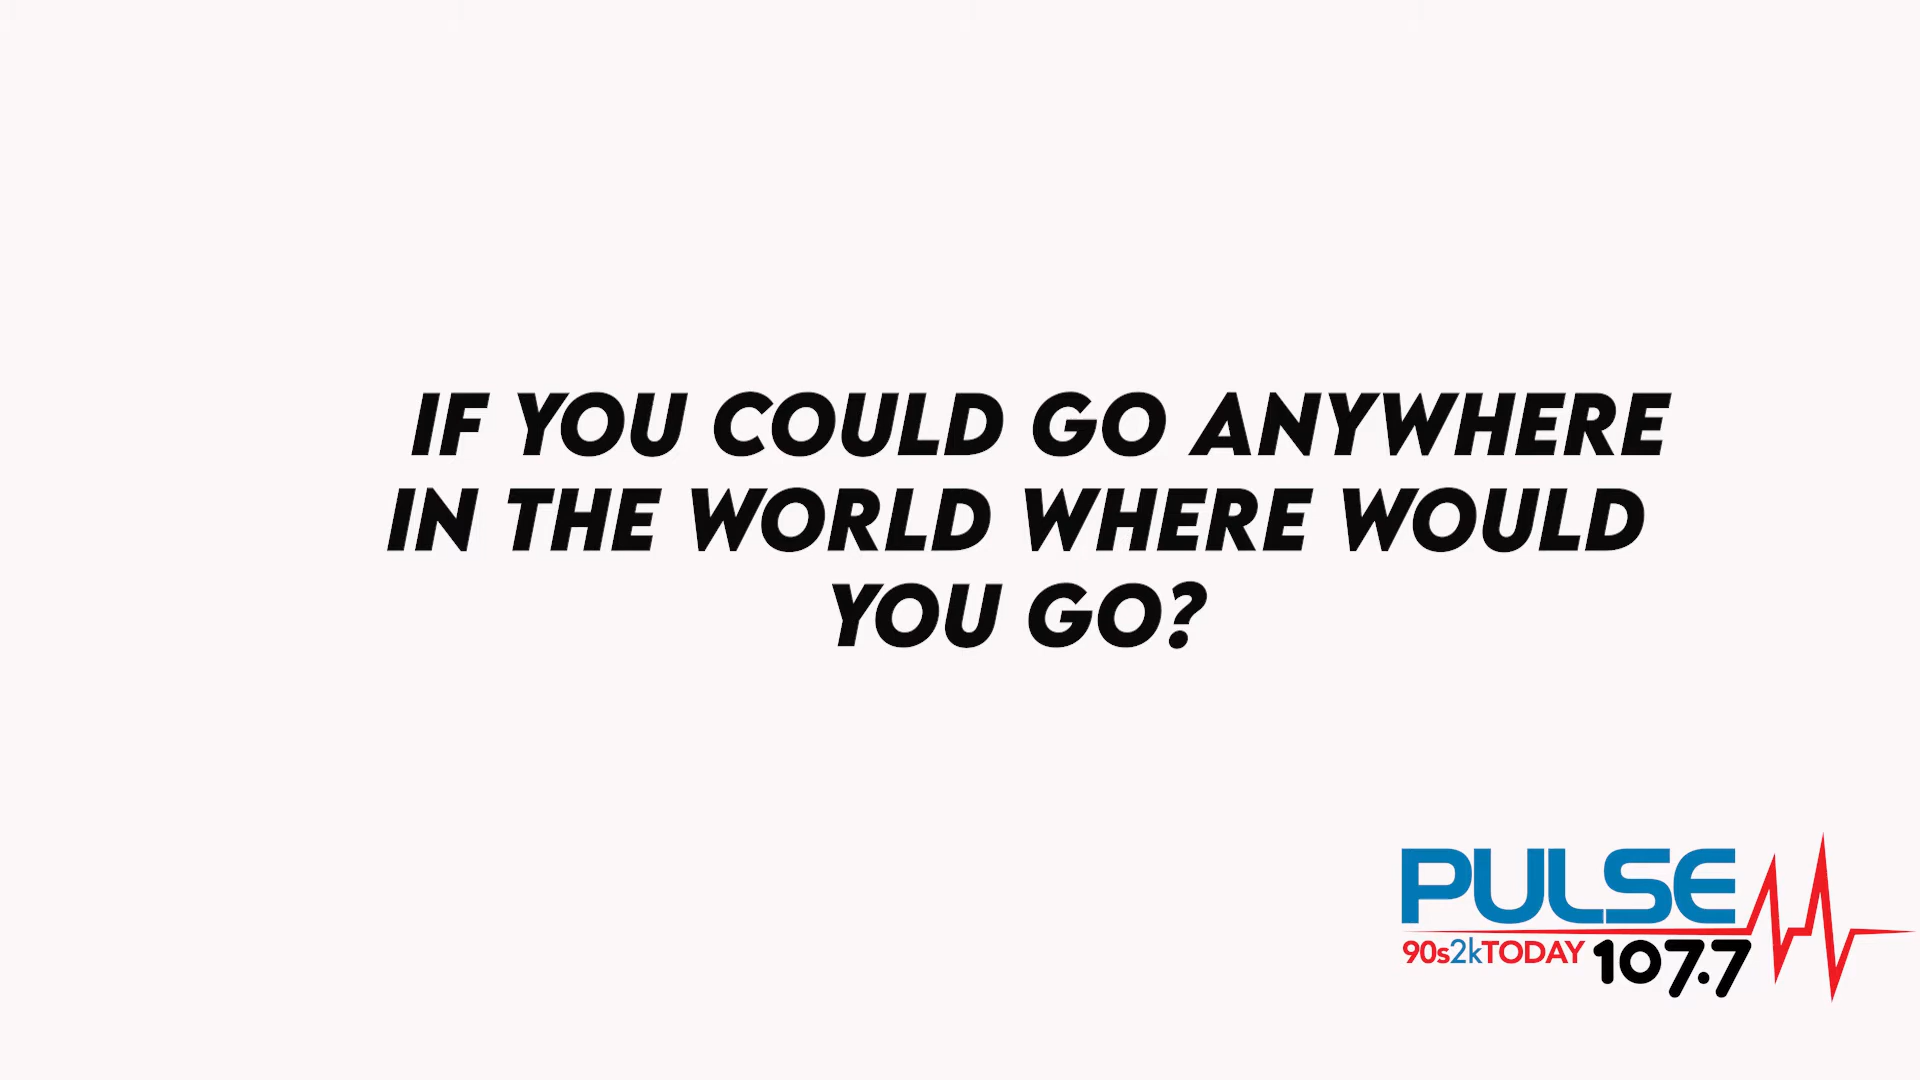 IF YOU COULD GO ANYWHERE
IN THE WORLD WHERE WOULD
YOU GO?
PULSE
90s2kTODAY 107.7